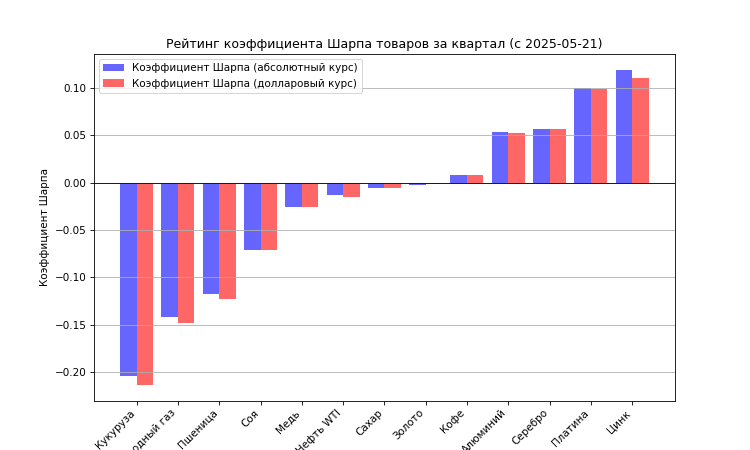 Рейтинг коэффициента Шарпа товаров за квартал (с 2025-05-21)
Коэффициент Шарпа (абсолютный курс)
Коэффициент Шарпа (долларовый курс)
Коэффициент Шарпа
0.10
0.05
0.00
−0.05
−0.10
−0.15
−0.20
Кукуруза
одный газ
Пшеница
Соя
Медь
Нефть WTI
Сахар
Золото
Кофе
Алюминий
Серебро
Платина
Цинк